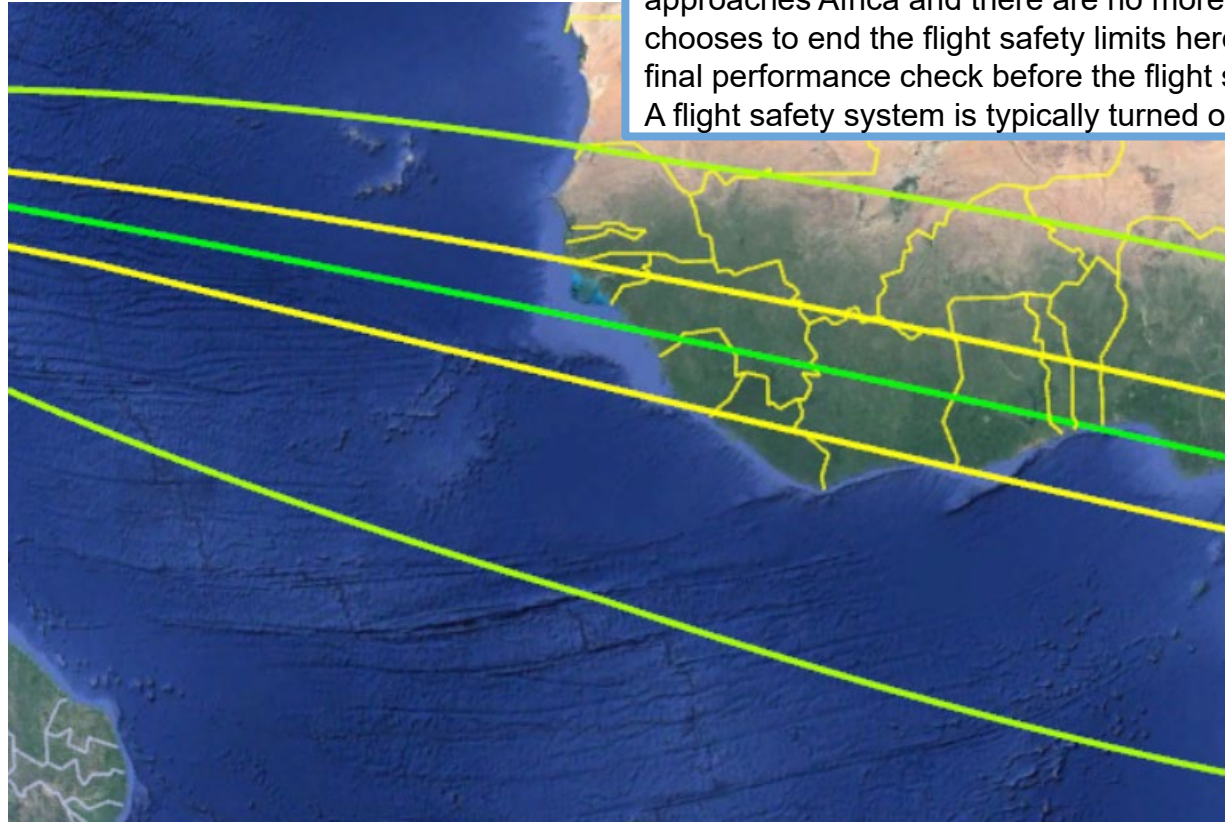 approaches Africa and there are no more
chooses to end the flight safety limits here
final performance check before the flight s
A flight safety system is typically turned o